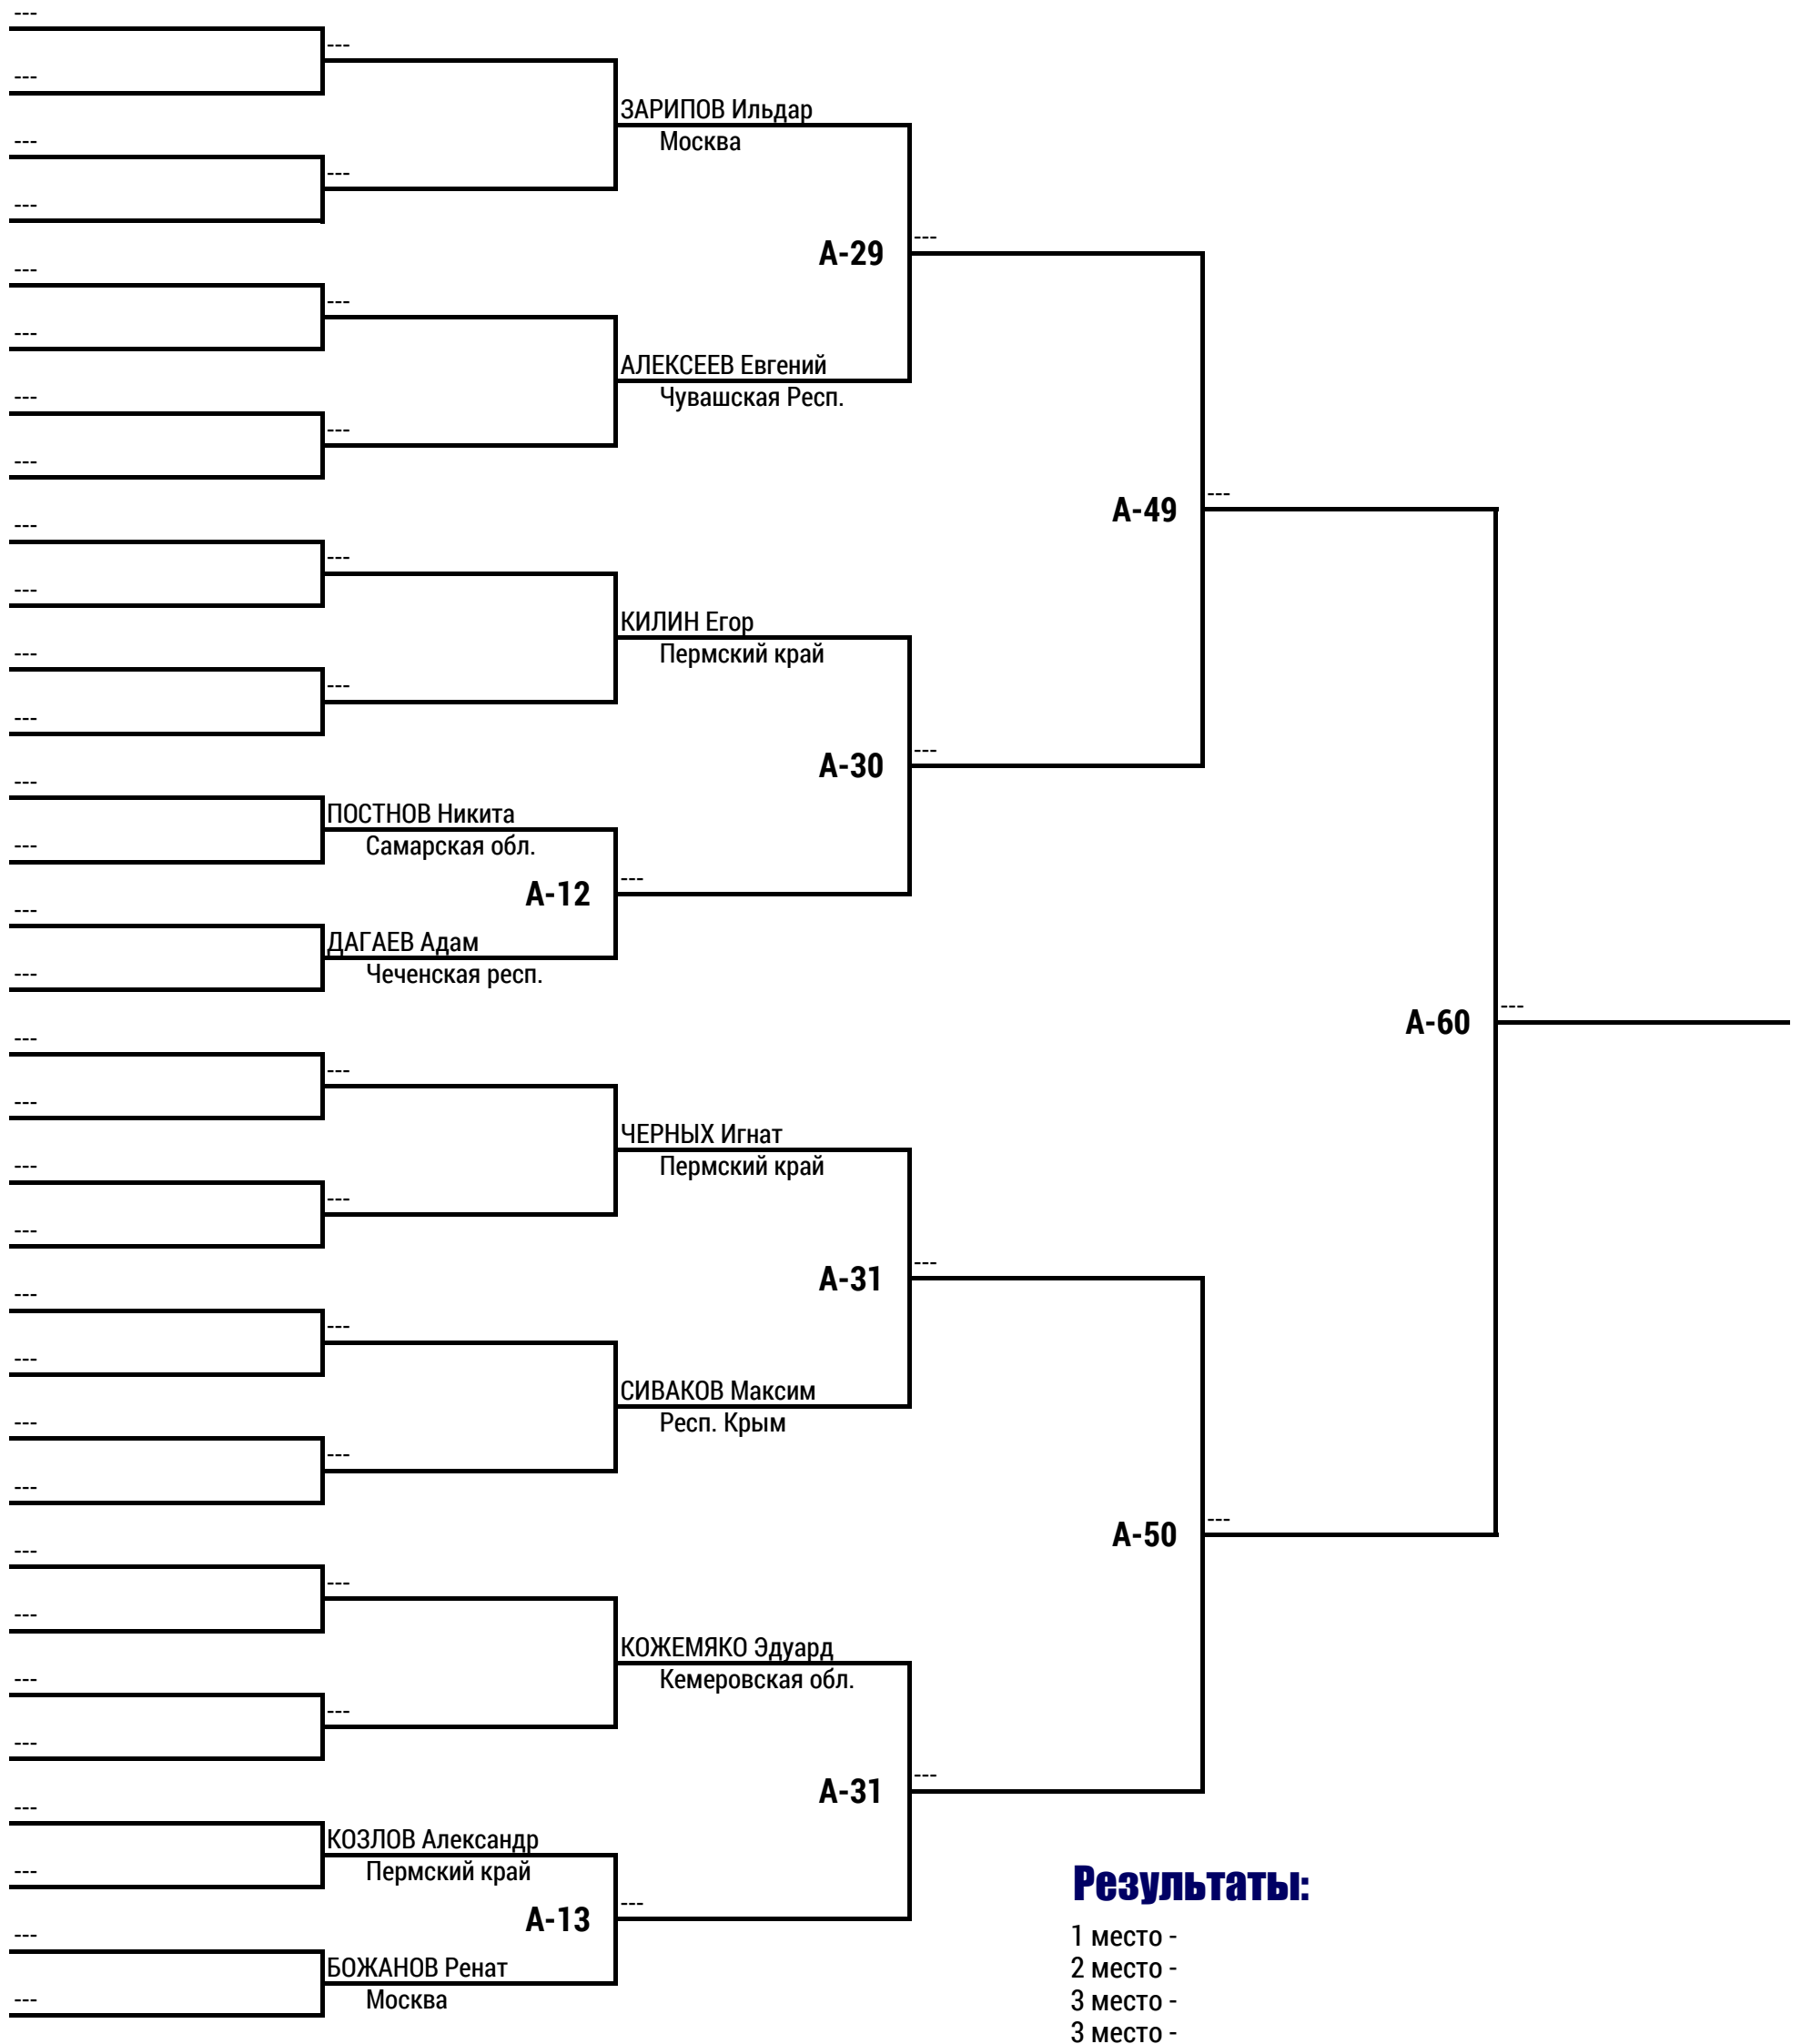 ---
---
---
ЗАРИПОВ Ильдар
Москва
---
---
---
A-29
---
---
---
---
АЛЕКСЕЕВ Евгений
Чувашская Респ.
---
---
---
A-49
---
---
---
---
КИЛИН Егор
Пермский край
---
---
---
A-30
---
---
ПОСТНОВ Никита
Самарская обл.
---
A-12
---
---
ДАГАЕВ Адам
Чеченская респ.
---
A-60
---
---
---
---
ЧЕРНЫХ Игнат
Пермский край
---
---
---
A-31
---
---
---
---
СИВАКОВ Максим
Респ. Крым
---
---
---
A-50
---
---
---
---
КОЖЕМЯКО Эдуард
Кемеровская обл.
---
---
---
A-31
---
---
КОЗЛОВ Александр
Пермский край
---
A-13
---
---
БОЖАНОВ Ренат
Москва
---
Результаты:
1 место -
2 место -
3 место -
3 место -